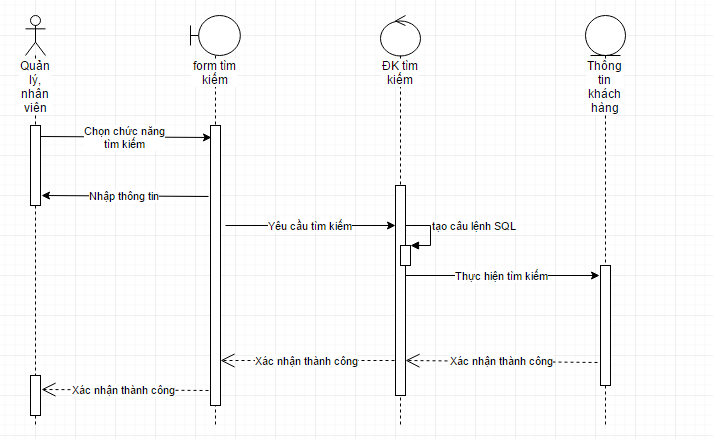 Quản
lý,
nhân
viên
form tìm
kiếm
ĐK tìm
kiếm
Thông
tin
khách
hàng
Chọn chức năng
tìm kiếm
Nhập thông tin
Yêu cầu tìm kiếm
tạo câu lệnh SQL
Thực hiện tìm kiếm
Xác nhận thành công
Xác nhận thành công
Xác nhận thành công